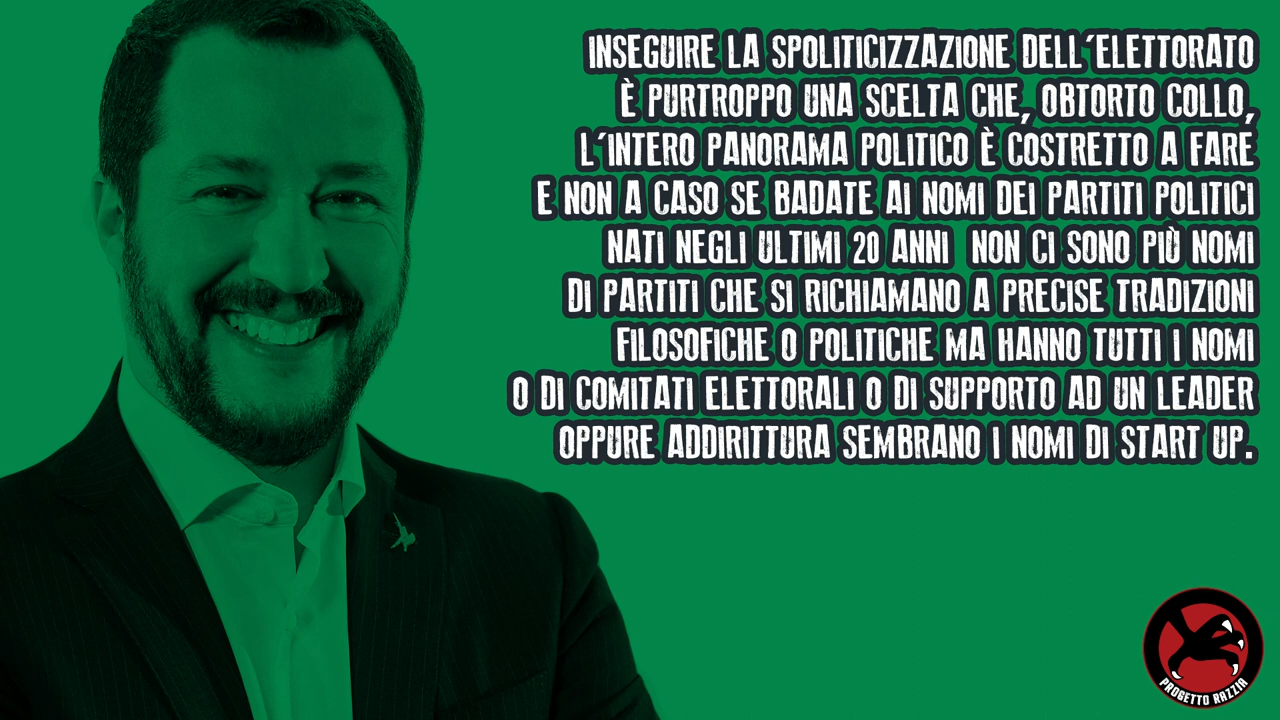 INSEGUIRE LA SPOLITICIZZAZIONE DELL'ELETTORATO
È PURTROPPO UNA SCELTA CHE, OBTORTO COLLO,
L'INTERO PANORAMA POLITICO È COSTRETTO A FARE
E NON A CASO SE BADATE AI NOMI DEI PARTITI POLITICI
NATI NEGLI ULTIMI 20 ANNI NON CI SONO PIÙ NOMI
DI PARTITI CHE SI RICHIAMANO A PRECISE TRADIZIONI
FILOSOFICHE O POLITICHE MA HANNO TUTTI I NOMI
O DI COMITATI ELETTORALI O DI SUPPORTO AD UN LEADER
OPPURE ADDIRITTURA SEMBRANO I NOMI DI START UP.
PROGETTO RAZZIA